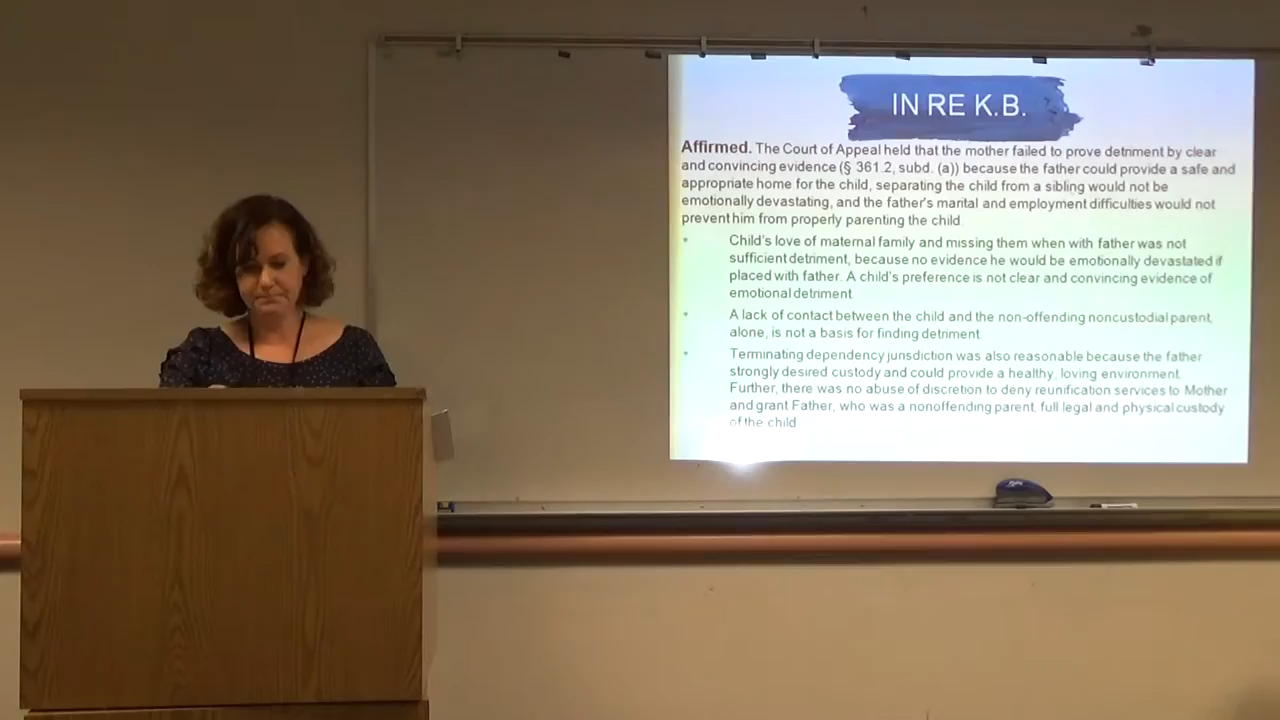 IN RE K.B.
Affirmed. The Court of Appeal held that the mother failed to prove detriment by clear
and convincing evidence (§ 361.2, subd. (a)) because the father could provide a safe and
appropriate home for the child, separating the child from a sibling would not be
emotionally devastating, and the father's marital and employment difficulties would not
prevent him from properly parenting the child.
• Child's love of maternal family and missing them when with father was not
sufficient detriment, because no evidence he would be emotionally devastated if
placed with father. A child's preference is not clear and convincing evidence of
emotional detriment
• A lack of contact between the child and the non-offending noncustodial parent,
alone, is not a basis for finding detriment.
• Terminating dependency jurisdiction was also reasonable because the father
strongly desired custody and could provide a healthy, loving environment.
Further, there was no abuse of discretion to deny reunification services to Mother
and grant Father, who was a nonoffending parent, full legal and physical custody
of the child